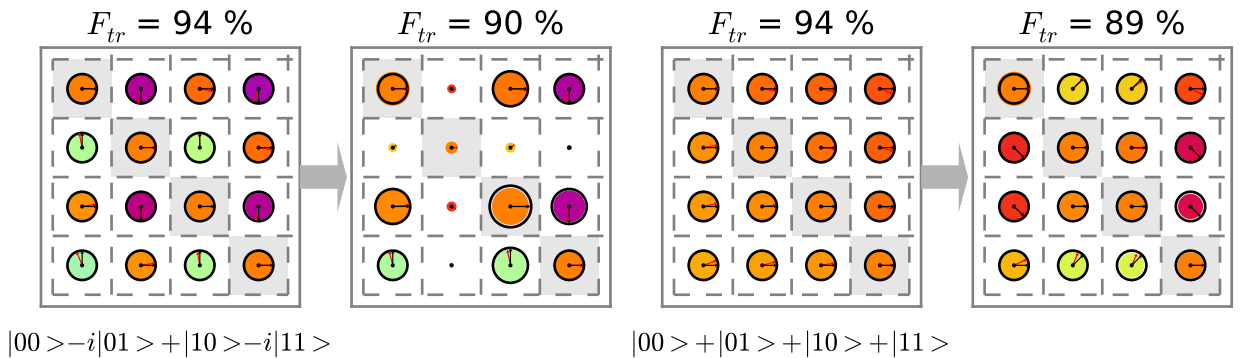 F_tr = 94 %
F_tr = 90 %
F_tr = 94 %
F_tr = 89 %
|00 >−i|01 >+|10 >−i|11 >
|00 >+|01 >+|10 >+|11 >